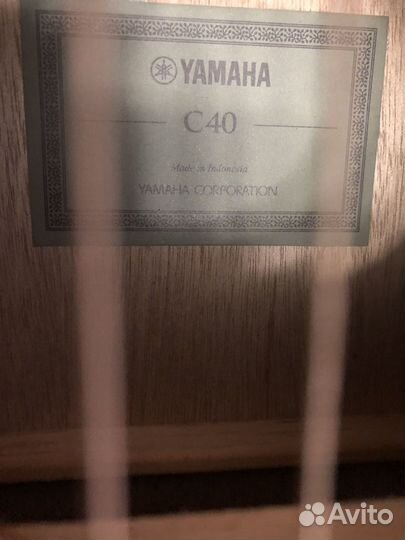 YAMAHA
C40
Made in Indonesia
YAMAHA CORPORATION
Avito